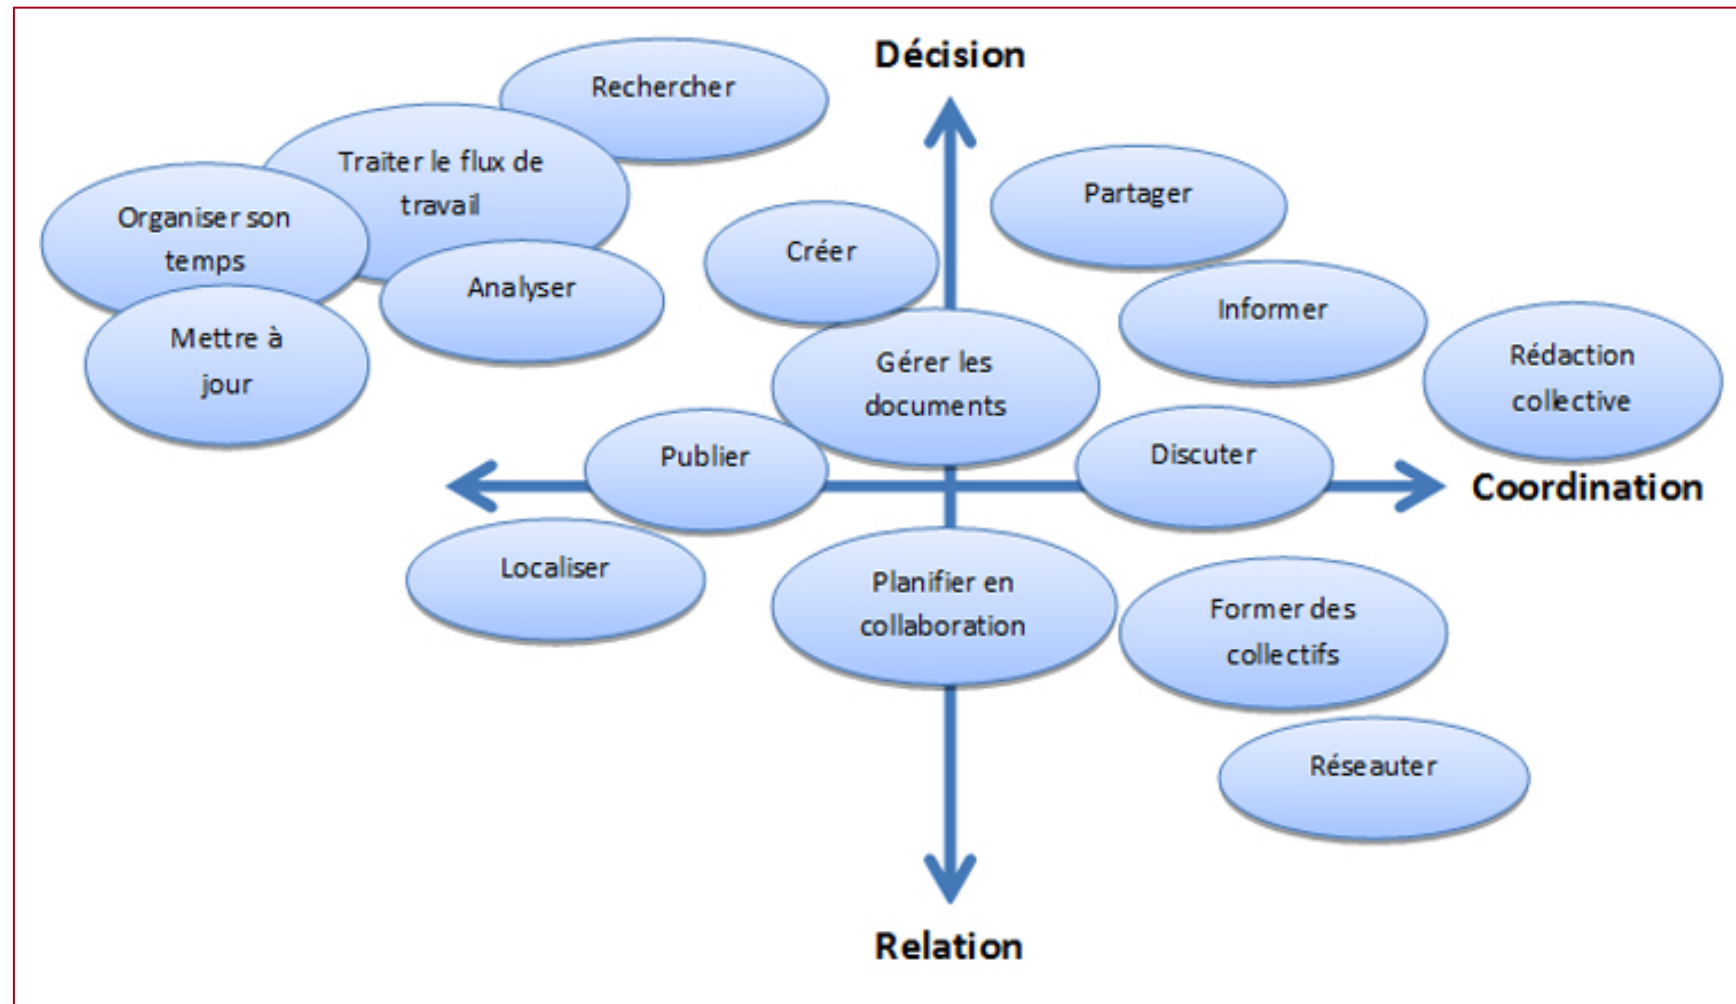 Décision
Rechercher
Traiter le flux de
travail
Partager
Organiser son
temps
Créer
Analyser
Informer
Mettre à
jour
Gérer les
documents
Rédaction
collective
Publier
Discuter
Coordination
Localiser
Planifier en
collaboration
Former des
collectifs
Réseauter
Relation